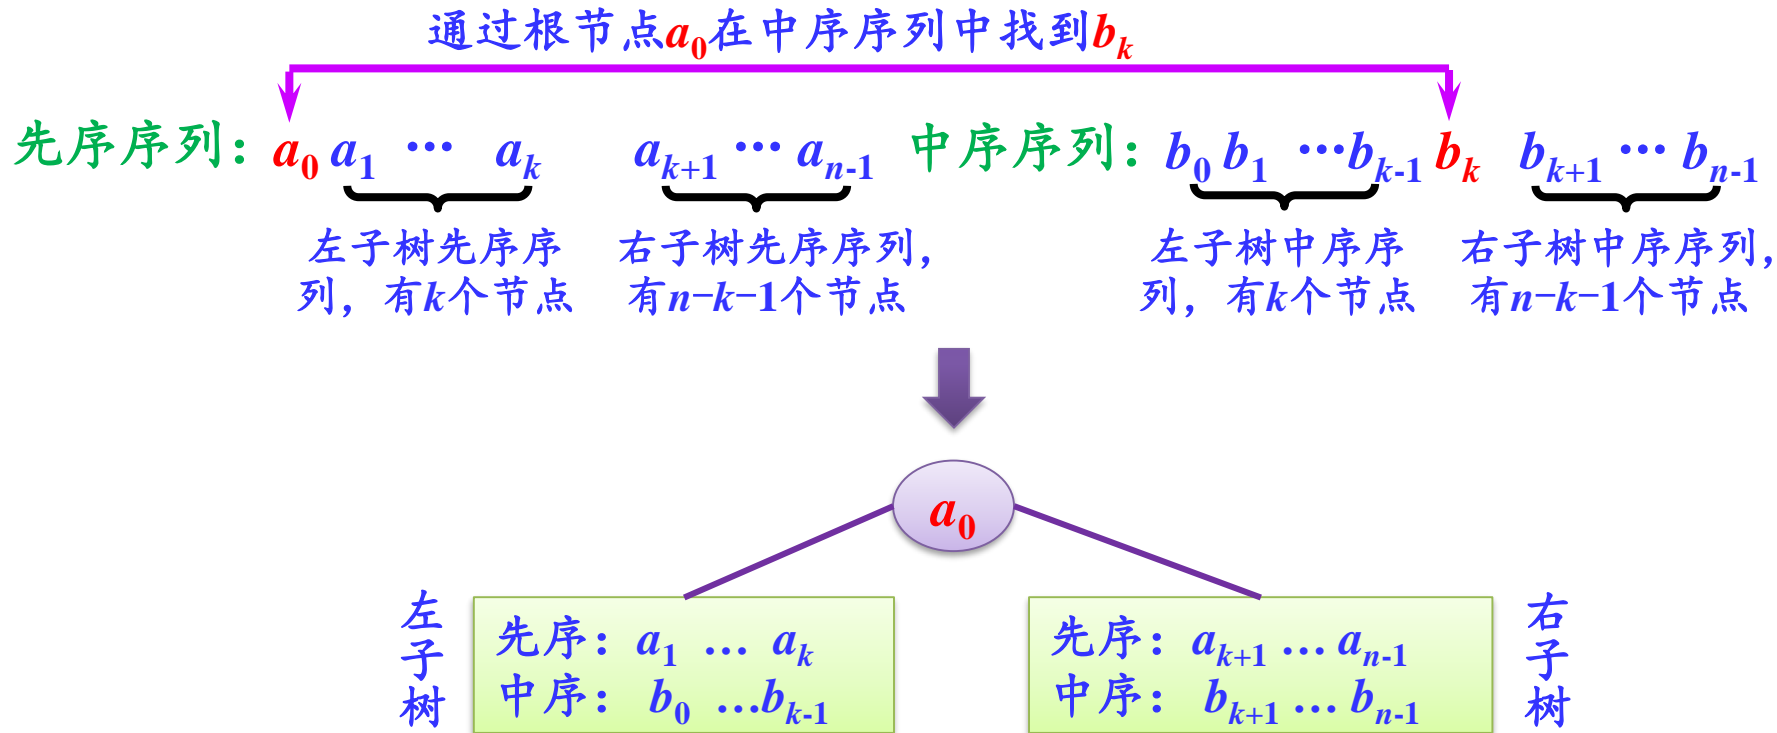 通过根节点a0在中序序列中找到bk
先序序列：a0 a1 … ak ak+1 … an-1 中序序列：b0 b1 …bk-1 bk bk+1 … bn-1
左子树先序序
列，有k个节点
右子树先序序列，
有n−k−1个节点
左子树中序序
列，有k个节点
右子树中序序列，
有n−k−1个节点
a0
左子树
先序：a1 … ak
中序： b0 …bk-1
先序：ak+1 … an-1
中序： bk+1 … bn-1
右子树